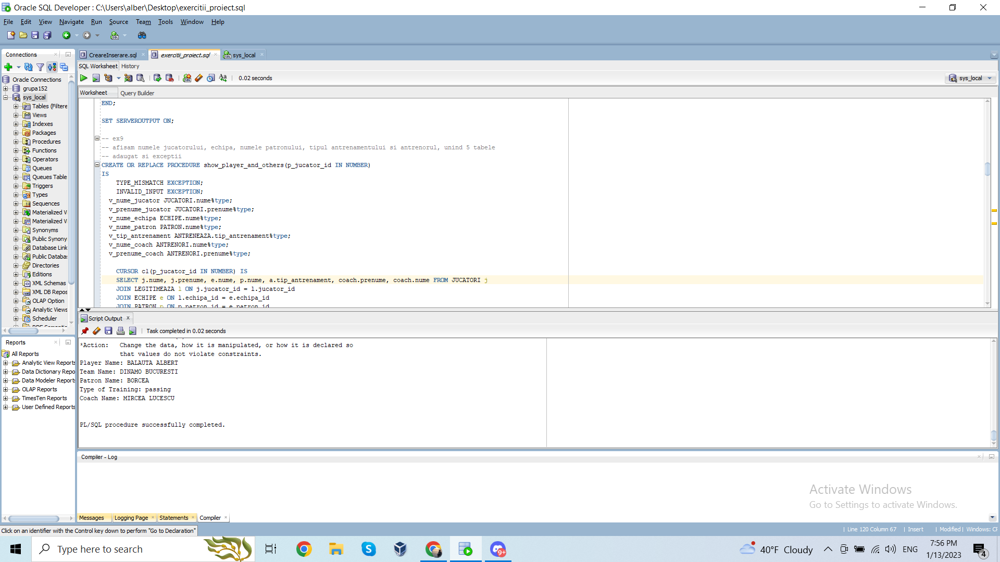 Oracle SQL Developer : C:\Users\alber\Desktop\exercitii_proiect.sql
File Edit View Navigate Run Source Team Tools Window Help
Connections
Oracle Connections
grupa152
sys_local
Tables (Filtere
Views
Indexes
Packages
Procedures
Functions
Operators
Queues
Queues Table
Triggers
Types
Sequences
Materialized V
Materialized V
Synonyms
Public Synony
Database Link
Public Databa
Directories
Editions
XML Schemas
XML DB Repos
OLAP Option
Analytic Views
Scheduler
Reports
All Reports
Analytic View Reports
Data Dictionary Repo
Data Modeler Report
OLAP Reports
TimesTen Reports
User Defined Reports
CreareInserare.sql exercitii_proiect.sql sys_local
SQL Worksheet History
0.02 seconds
sys_local
Worksheet Query Builder
END;
SET SERVEROUTPUT ON;
-- ex9
-- afisam numele jucatorului, echipa, numele patronului, tipul antrenamentului si antrenorul, unind 5 tabele
-- adaugat si exceptii
CREATE OR REPLACE PROCEDURE show_player_and_others(p_jucator_id IN NUMBER)
IS
TYPE_MISMATCH EXCEPTION;
INVALID_INPUT EXCEPTION;
v_nume_jucator JUCATORI.nume%type;
v_prenume_jucator JUCATORI.prenume%type;
v_nume_echipa ECHIPE.nume%type;
v_nume_patron PATRON.nume%type;
v_tip_antrenament ANTRENEAZA.tip_antrenament%type;
v_nume_coach ANTRENORI.nume%type;
v_prenume_coach ANTRENORI.prenume%type;
CURSOR c1(p_jucator_id IN NUMBER) IS
SELECT j.nume, j.prenume, e.nume, p.nume, a.tip_antrenament, coach.prenume, coach.nume FROM JUCATORI j
JOIN LEGITIMEAZA l ON j.jucator_id = l.jucator_id
JOIN ECHIPE e ON l.echipa_id = e.echipa_id
JOIN PATRON p ON p.patron_id = e.patron_id
Script Output
Task completed in 0.02 seconds
*Action: Change the data, how it is manipulated, or how it is declared so
that values do not violate constraints.
Player Name: BALAUTA ALBERT
Team Name: DINAMO BUCURESTI
Patron Name: BORCEA
Type of Training: passing
Coach Name: MIRCEA LUCESCU
PL/SQL procedure successfully completed.
Compiler - Log
Activate Windows
Go to Settings to activate Windows.
Messages Logging Page Statements Compiler
Click on an identifier with the Control key down to perform "Go to Declaration"
Line 120 Column 67 Insert Modified Windows: CF
Type here to search
9+
40°F Cloudy
ENG
7:56 PM
1/13/2023
4